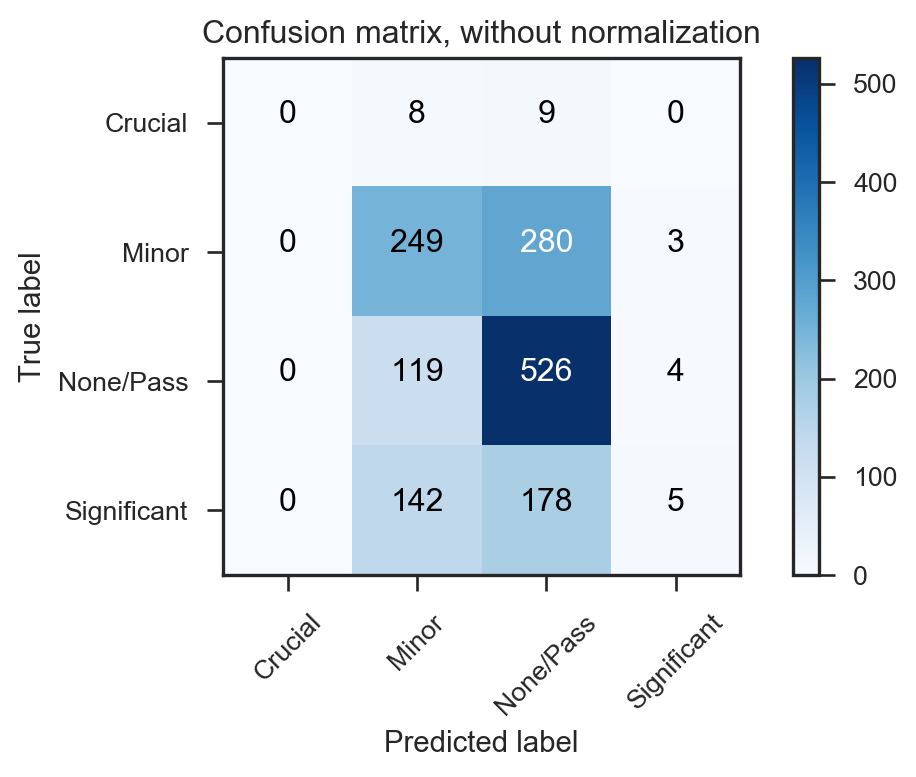 Confusion matrix, without normalization
True label
Crucial 0 8 9 0
Minor 0 249 280 3
None/Pass 0 119 526 4
Significant 0 142 178 5
Crucial Minor None/Pass Significant
Predicted label
500
400
300
200
100
0